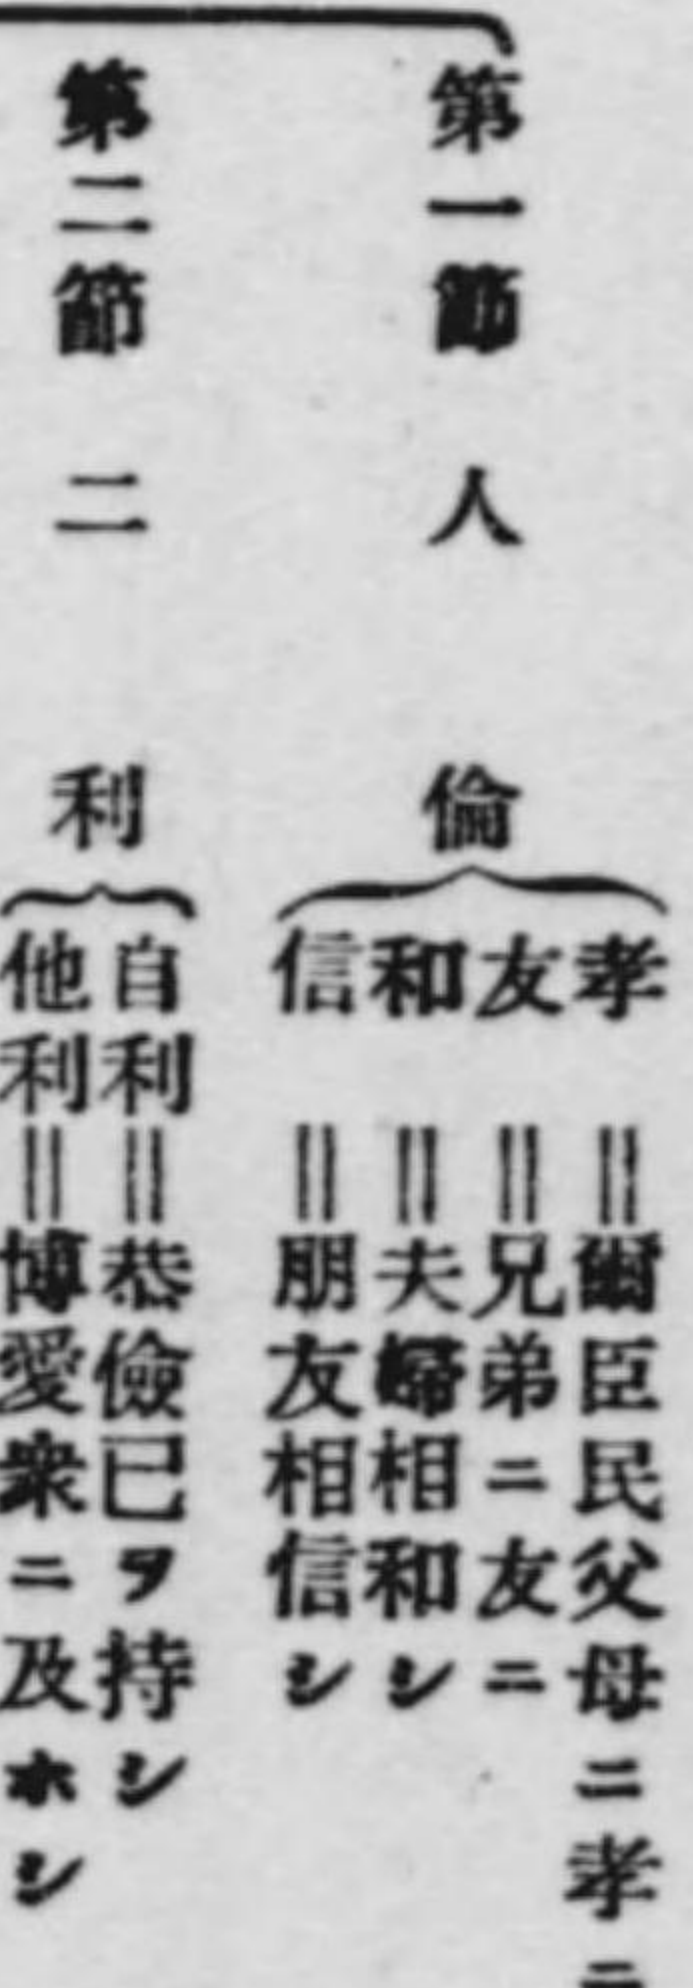 第一節 人倫
孝=爾臣民父母ニ孝ニ
友=兄弟ニ友ニ
和=夫婦相和シ
信=朋友相信シ
第二節 二利
自利=恭儉己ヲ持シ
他利=博愛衆ニ及ホシ